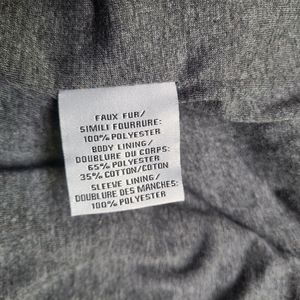 FAUX FUR/
SIMILI FOURRURE:
100% POLYESTER
BODY LINING/
DOUBLURE DU CORPS:
65% POLYESTER
35% COTTON/COTON
SLEEVE LINING/
DOUBLURE DES MANCHES:
100% POLYESTER